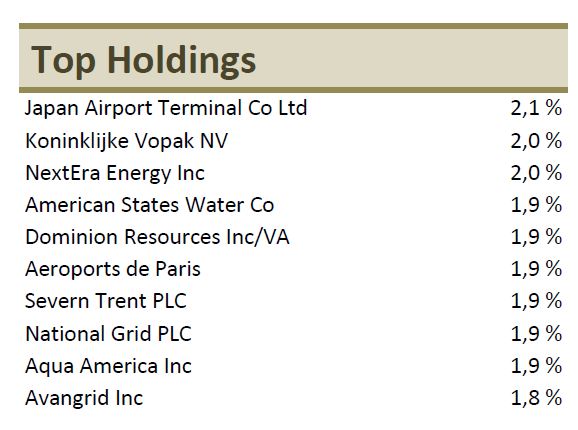 Top Holdings
Japan Airport Terminal Co Ltd 2,1 %
Koninklijke Vopak NV 2,0 %
NextEra Energy Inc 2,0 %
American States Water Co 1,9 %
Dominion Resources Inc/VA 1,9 %
Aeroports de Paris 1,9 %
Severn Trent PLC 1,9 %
National Grid PLC 1,9 %
Aqua America Inc 1,9 %
Avangrid Inc 1,8 %